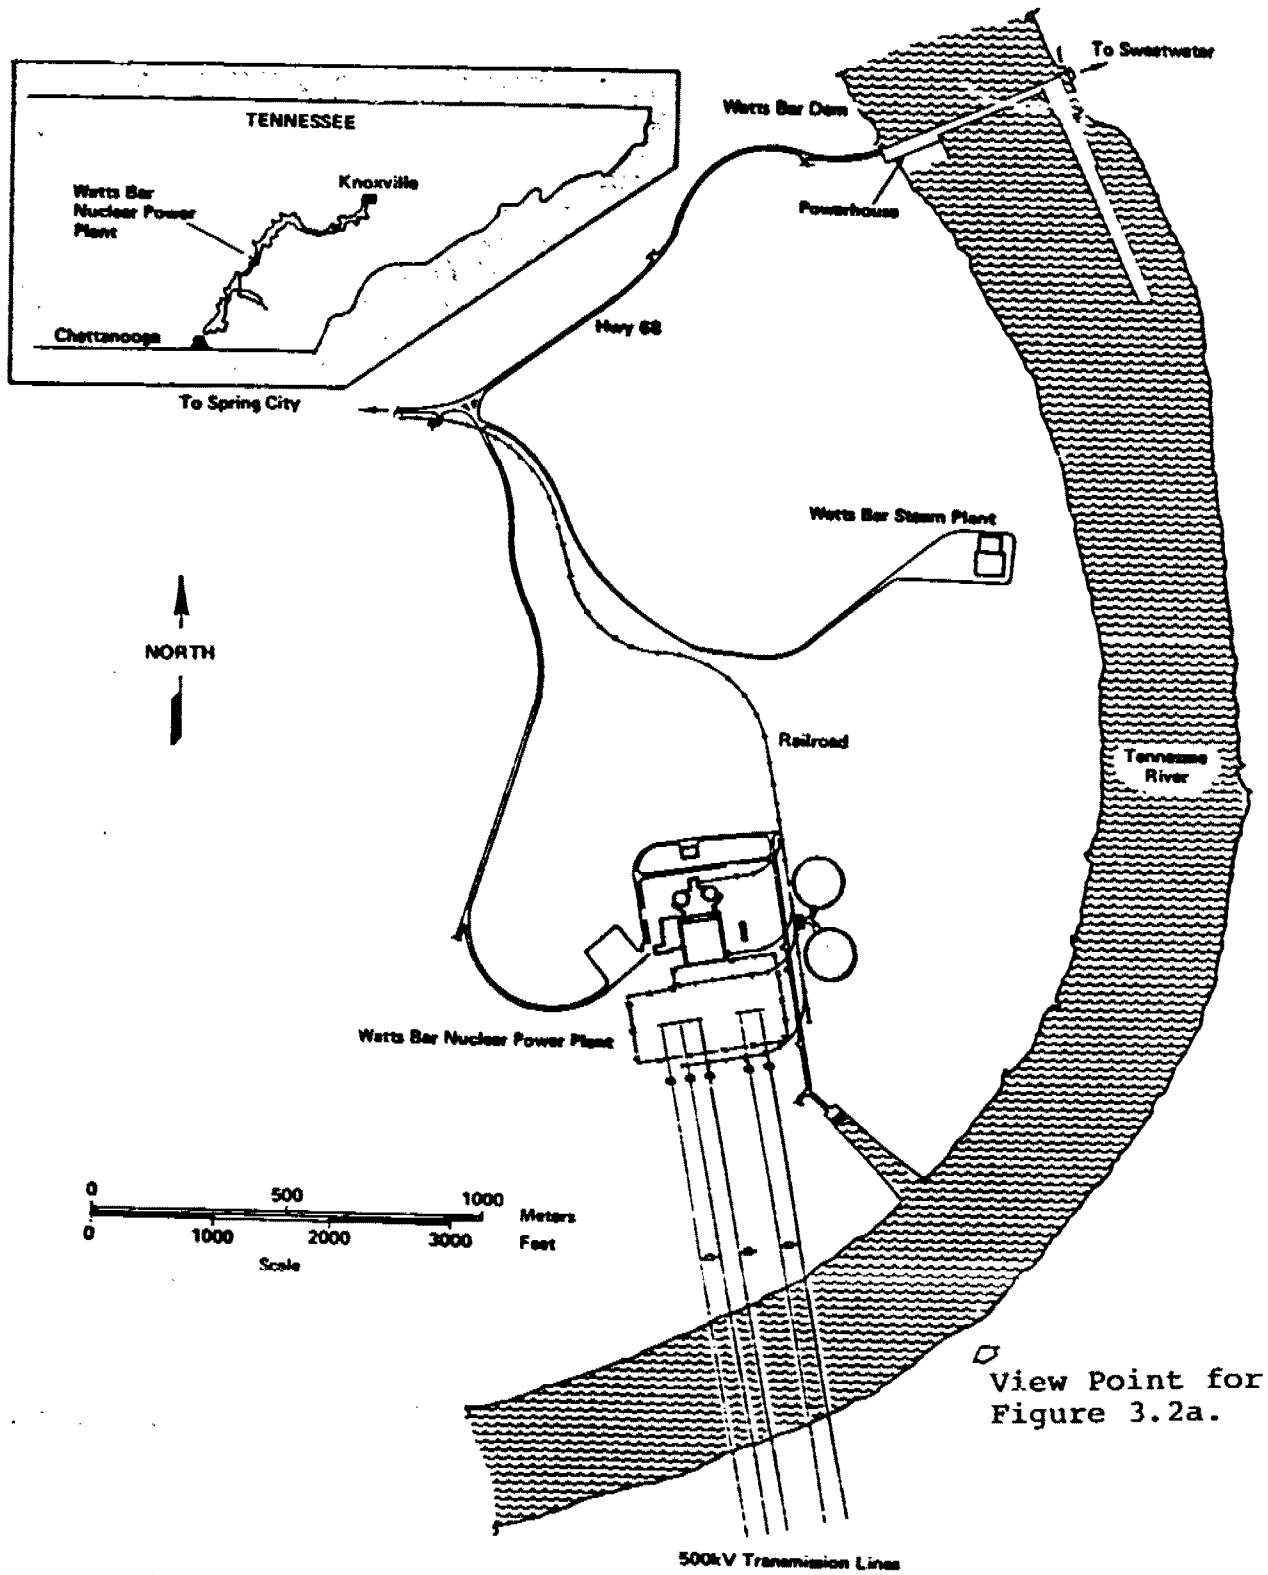 To Sweetwater
Watts Bar Dam
TENNESSEE
Knoxville
Watts Bar
Nuclear Power
Plant
Powerhouse
Hwy 68
Chattanooga
To Spring City
Watts Bar Steam Plant
NORTH
Railroad
Tennessee
River
Watts Bar Nuclear Power Plant
0 500 1000
Meters
0 1000 2000 3000
Feet
Scale
View Point for
Figure 3.2a.
500kV Transmission Lines